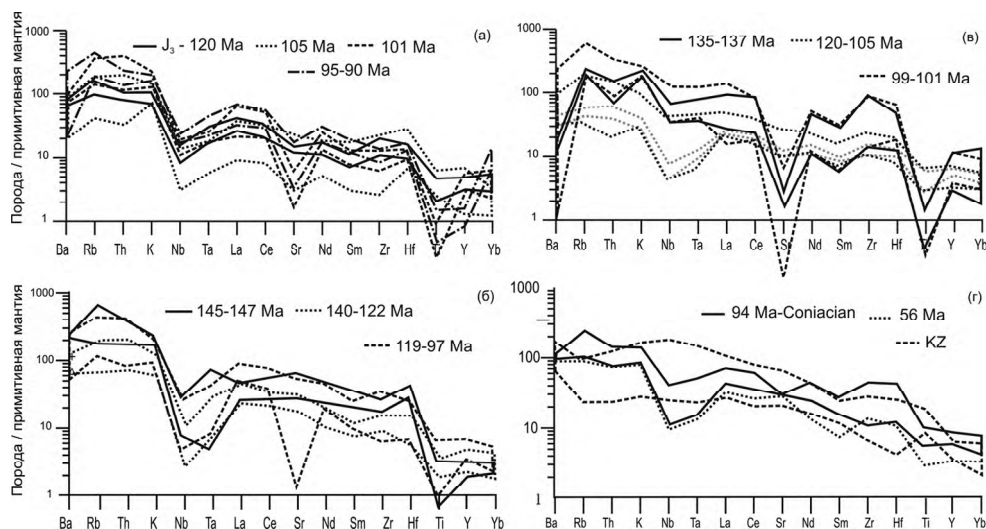 Порода / примитивная мантия
1000
100
10
1
J₃ - 120 Ma
105 Ma
101 Ma
95-90 Ma
(а)
Ba Rb Th K Nb Ta La Ce Sr Nd Sm Zr Hf Ti Y Yb
1000
100
10
1
135-137 Ma
120-105 Ma
99-101 Ma
(в)
Ba Rb Th K Nb Ta La Ce Sr Nd Sm Zr Hf Ti Y Yb
Порода / примитивная мантия
1000
100
10
1
145-147 Ma
140-122 Ma
119-97 Ma
(б)
Ba Rb Th K Nb Ta La Ce Sr Nd Sm Zr Hf Ti Y Yb
1000
100
10
1
94 Ma-Coniacian
56 Ma
KZ
(г)
Ba Rb Th K Nb Ta La Ce Sr Nd Sm Zr Hf Ti Y Yb